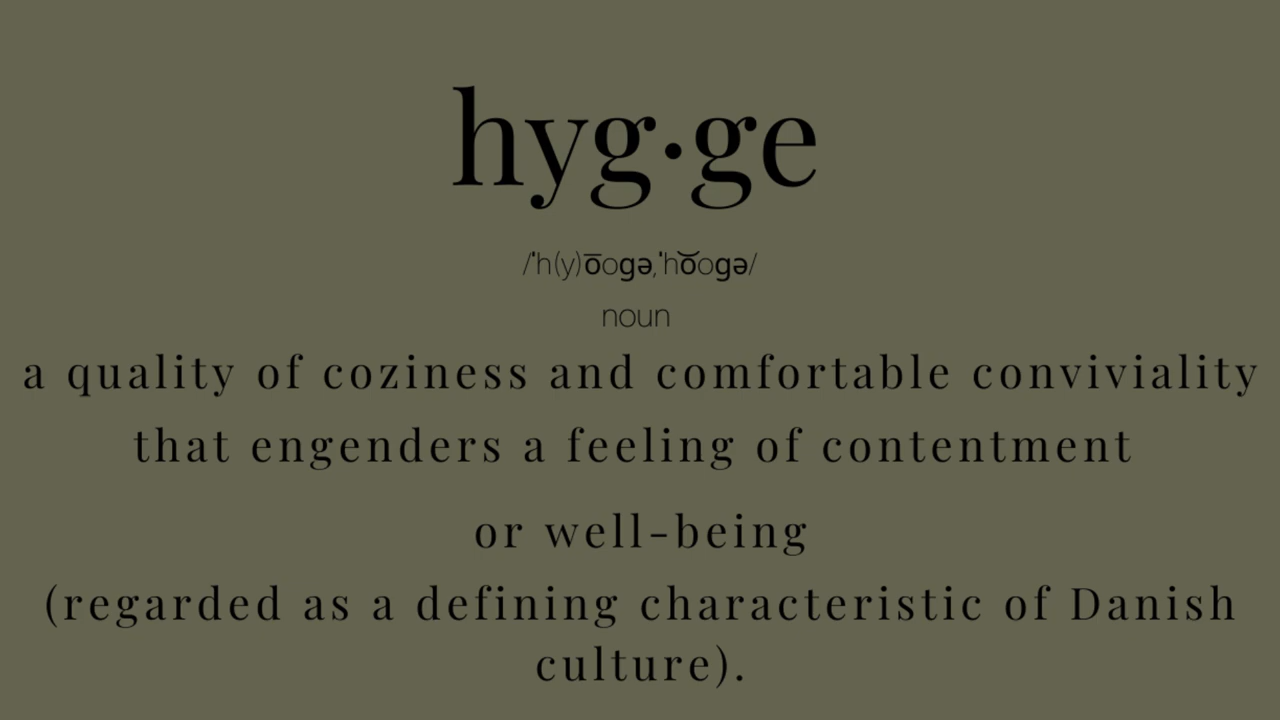 hyg·ge
/ˈh(y)o͞oɡə,ˈho͝oɡə/
noun
a quality of coziness and comfortable conviviality
that engenders a feeling of contentment
or well-being
(regarded as a defining characteristic of Danish
culture).